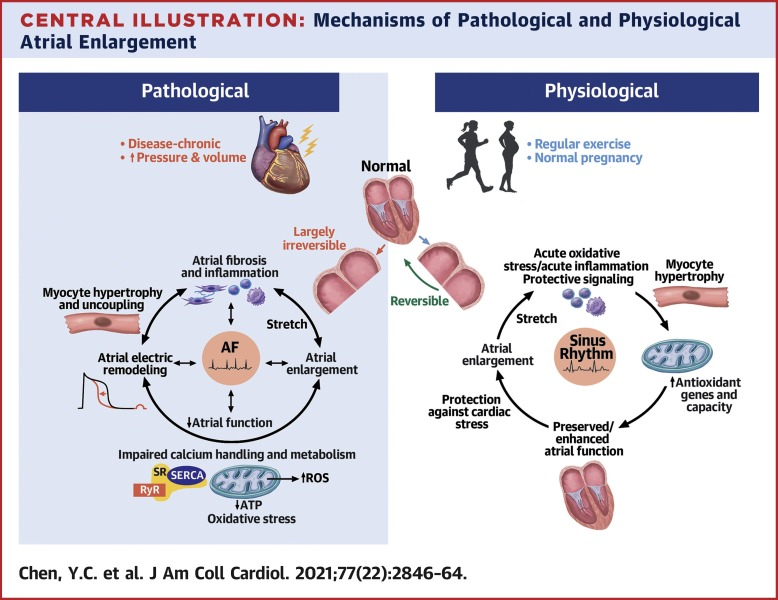 CENTRAL ILLUSTRATION: Mechanisms of Pathological and Physiological
Atrial Enlargement
Pathological
• Disease-chronic
• ↑Pressure & volume
Physiological
• Regular exercise
• Normal pregnancy
Normal
Largely
irreversible
Reversible
Atrial fibrosis
and inflammation
Myocyte hypertrophy
and uncoupling
Stretch
AF
Atrial electric
remodeling
Atrial
enlargement
↓Atrial function
Impaired calcium handling and metabolism
SR
SERCA
RyR
↑ROS
↓ATP
Oxidative stress
Acute oxidative
stress/acute inflammation
Protective signaling
Myocyte
hypertrophy
Stretch
Sinus
Rhythm
Atrial
enlargement
↑Antioxidant
genes and
capacity
Protection
against cardiac
stress
Preserved/
enhanced
atrial function
Chen, Y.C. et al. J Am Coll Cardiol. 2021;77(22):2846–64.